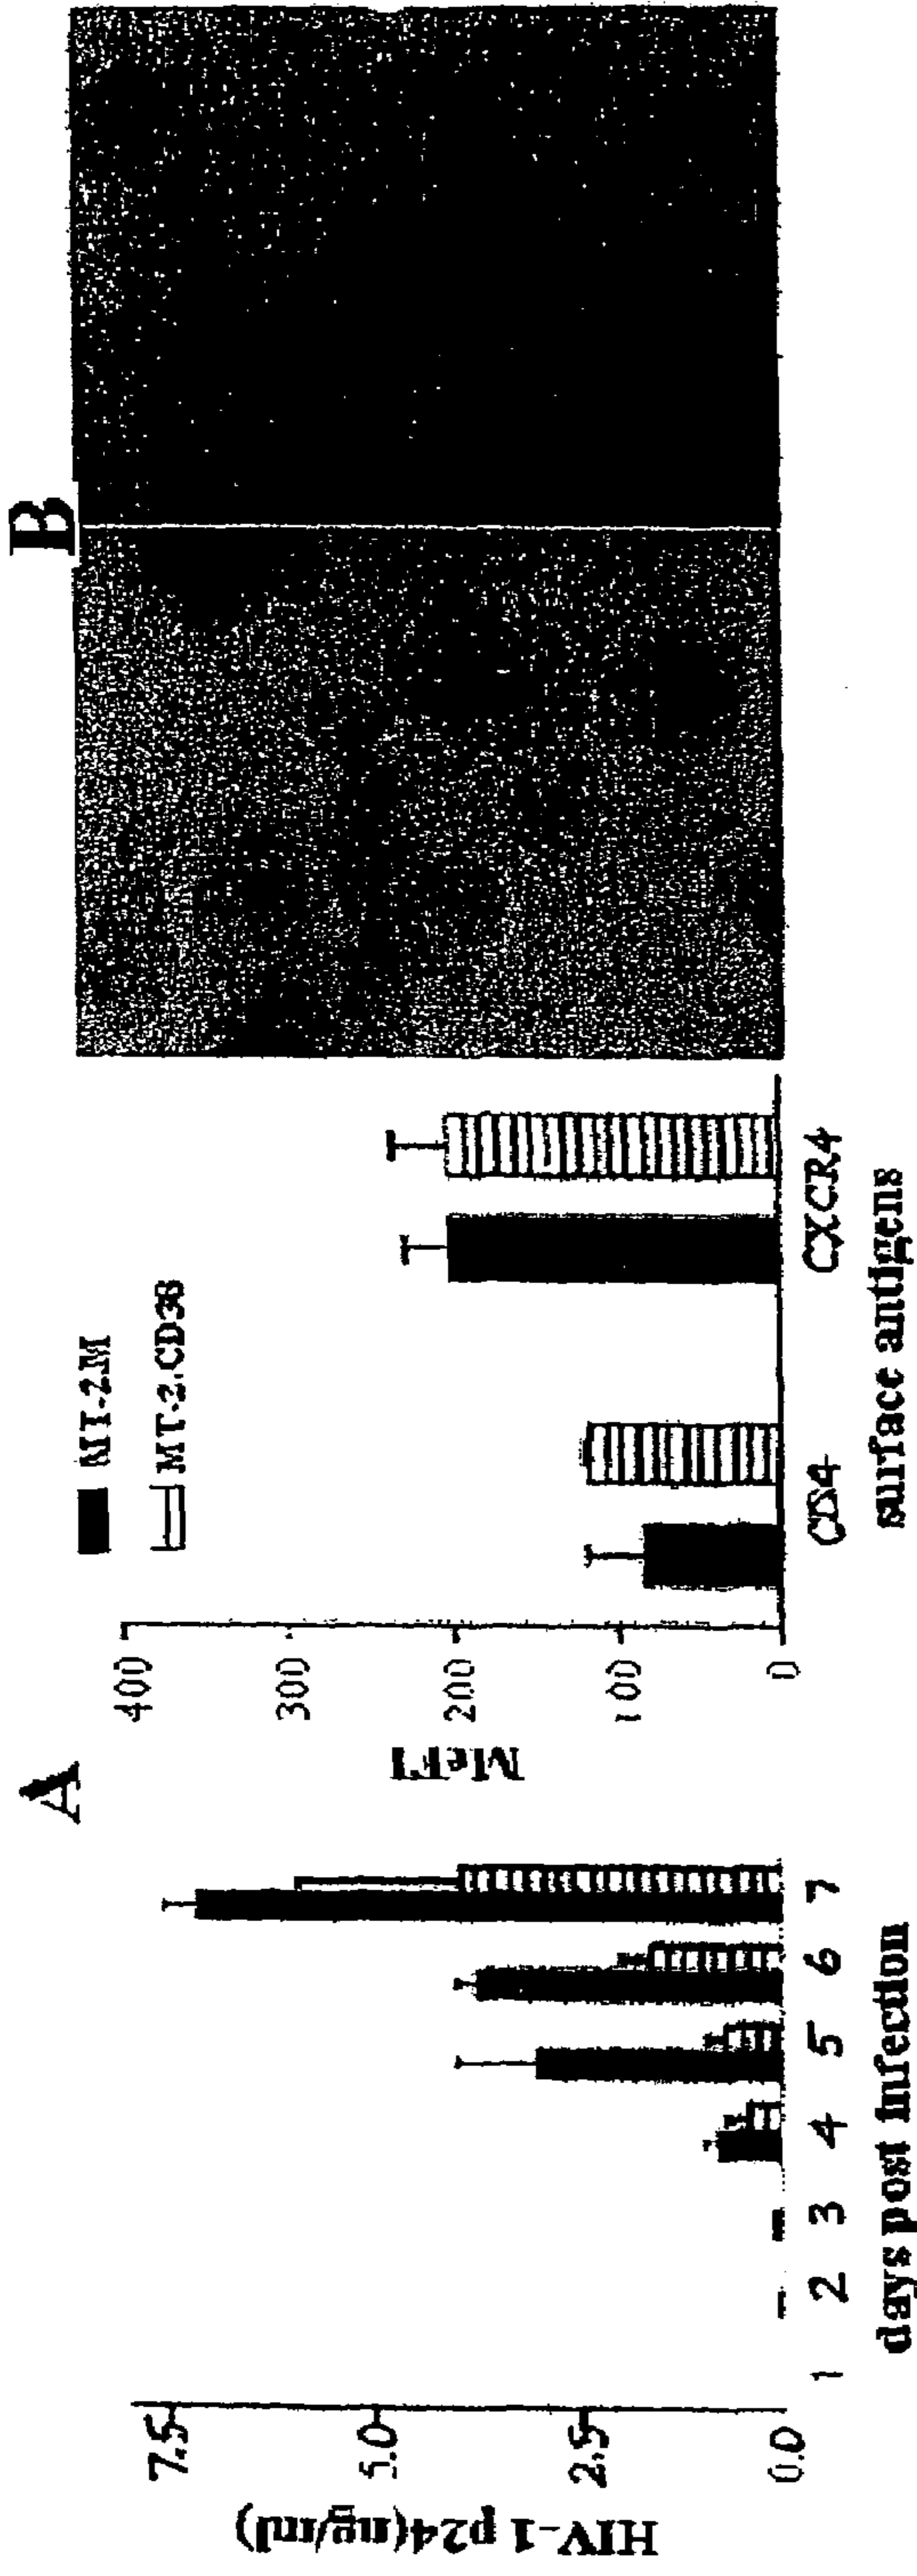 A
B
HIV-1 p24(ng/ml)
7.5
5.0
2.5
0.0
1 2 3 4 5 6 7
days post infection
MeFI
400
300
200
100
0
MT-2M
MT-2.CD38
CD4 CXCR4
surface antigens